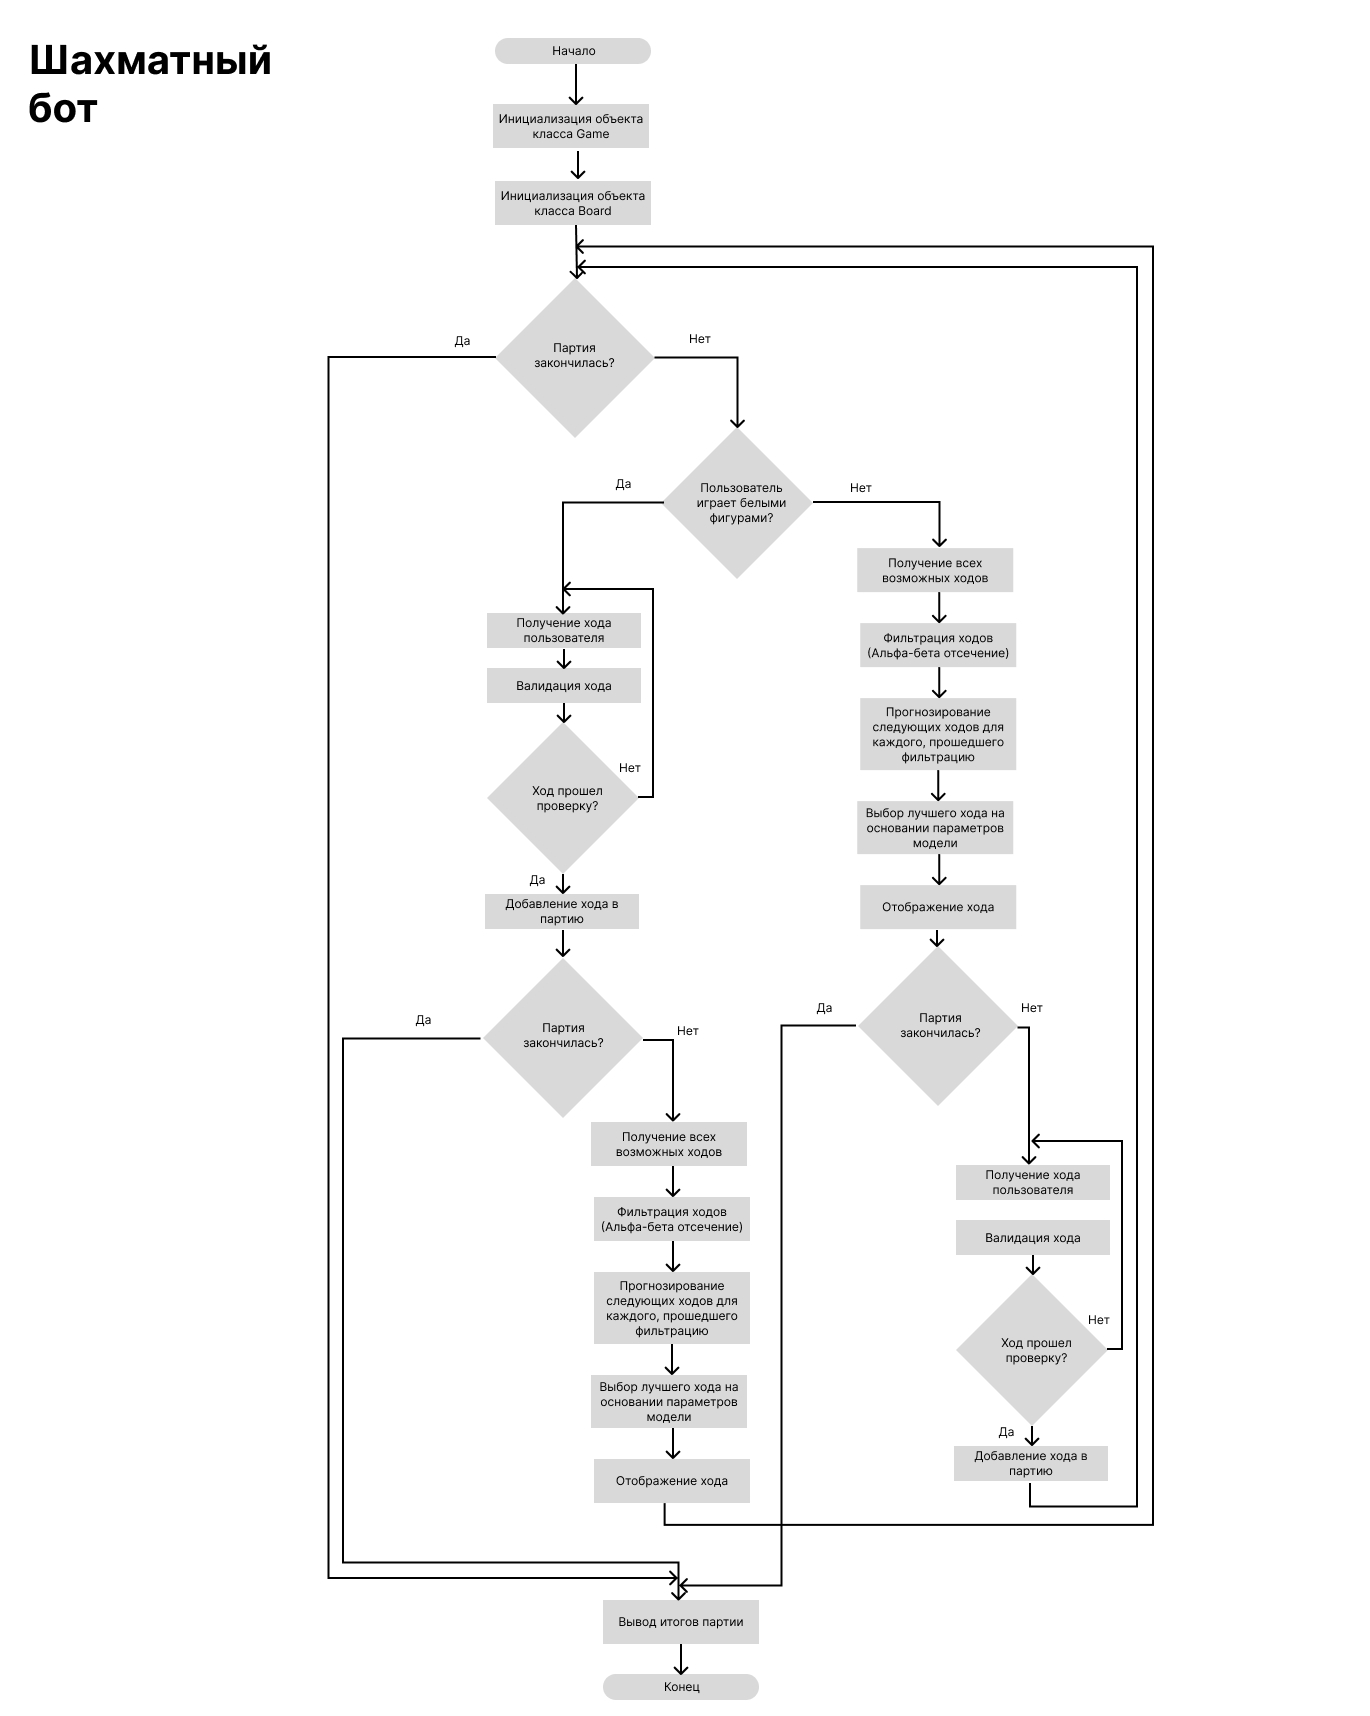 Шахматный
бот
Начало
Инициализация объекта
класса Game
Инициализация объекта
класса Board
Партия
закончилась?
Да
Нет
Пользователь
играет белыми
фигурами?
Да
Нет
Получение хода
пользователя
Валидация хода
Ход прошел
проверку?
Нет
Да
Добавление хода в
партию
Партия
закончилась?
Да
Нет
Получение всех
возможных ходов
Фильтрация ходов
(Альфа-бета отсечение)
Прогнозирование
следующих ходов для
каждого, прошедшего
фильтрацию
Выбор лучшего хода на
основании параметров
модели
Отображение хода
Получение всех
возможных ходов
Фильтрация ходов
(Альфа-бета отсечение)
Прогнозирование
следующих ходов для
каждого, прошедшего
фильтрацию
Выбор лучшего хода на
основании параметров
модели
Отображение хода
Партия
закончилась?
Да
Нет
Получение хода
пользователя
Валидация хода
Ход прошел
проверку?
Нет
Да
Добавление хода в
партию
Вывод итогов партии
Конец